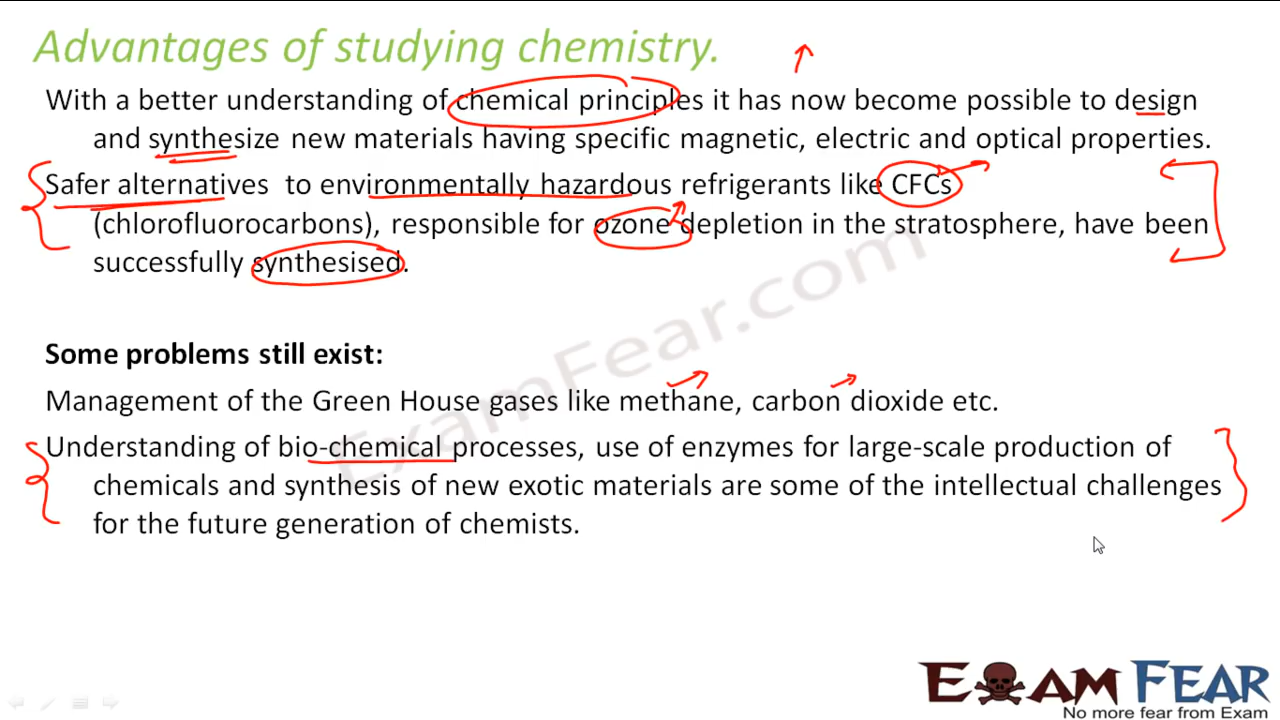 Advantages of studying chemistry.
With a better understanding of chemical principles it has now become possible to design
and synthesize new materials having specific magnetic, electric and optical properties.
Safer alternatives to environmentally hazardous refrigerants like CFCs
(chlorofluorocarbons), responsible for ozone depletion in the stratosphere, have been
successfully synthesised.
Some problems still exist:
Management of the Green House gases like methane, carbon dioxide etc.
Understanding of bio-chemical processes, use of enzymes for large-scale production of
chemicals and synthesis of new exotic materials are some of the intellectual challenges
for the future generation of chemists.
ExamFear.com
EXAM FEAR
No more fear from Exam